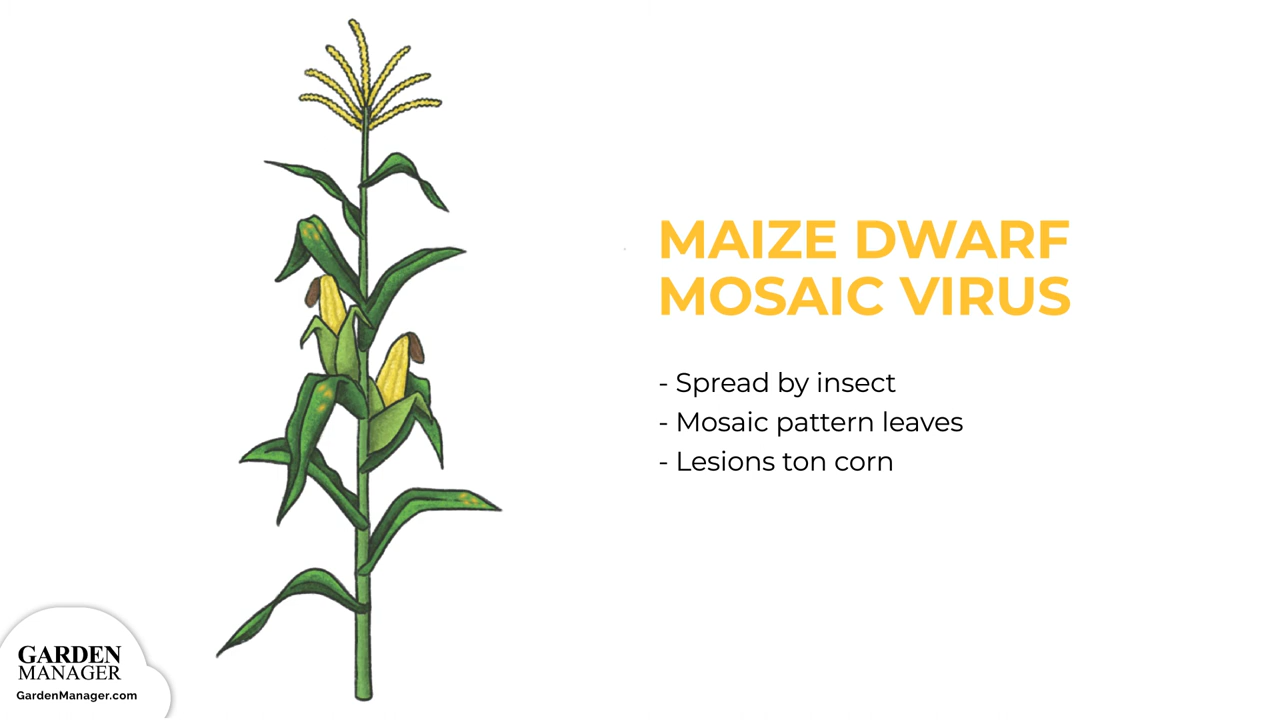 MAIZE DWARF
MOSAIC VIRUS
- Spread by insect
- Mosaic pattern leaves
- Lesions ton corn
GARDEN
MANAGER
GardenManager.com